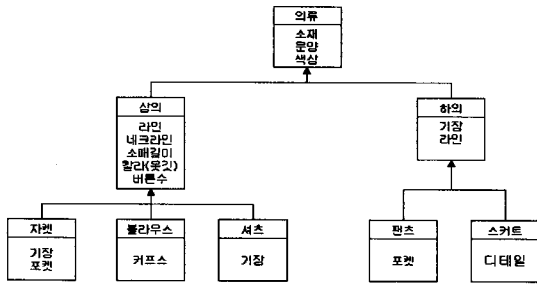 의류
소재
문양
색상
상의
라인
네크라인
소매길이
칼라(옷깃)
버튼수
하의
기장
라인
자켓
기장
포켓
블라우스
커프스
셔츠
기장
팬츠
포켓
스커트
디테일